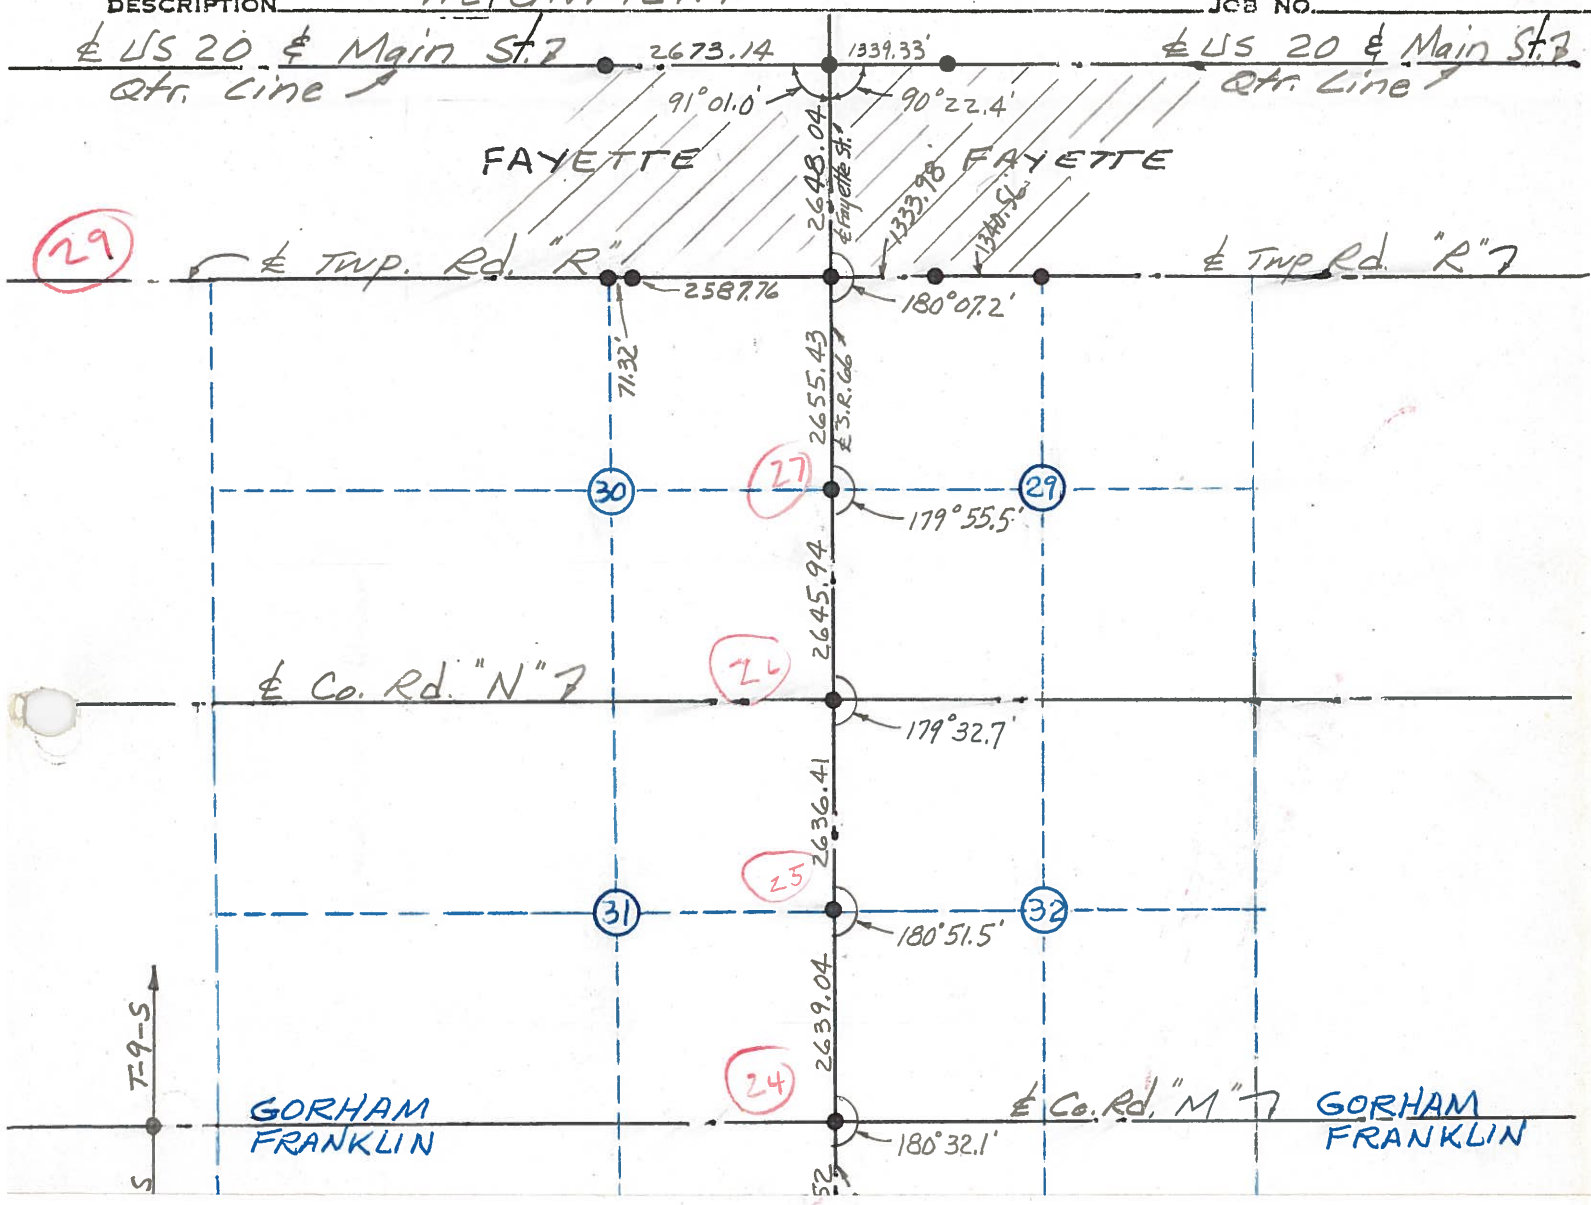 DESCRIPTION ALIGNMENT JOB NO.
℄ US 20 & Main St.
2673.14
1339.33'
℄ US 20 & Main St.
Qtr. Line
91°01.0'
90°22.4'
Qtr. Line
FAYETTE
2648.04
℄ Fayette St.
1333.98'
FAYETTE
1340.56'
29
℄ Twp. Rd. "R"
℄ Twp Rd. "R"
2587.76
180°07.2'
71.32'
2655.43
℄ S.R. 66
30
27
29
179°55.5'
2645.94
26
℄ Co. Rd. "N"
179°32.7'
2636.41
25
31
32
180°51.5'
2639.04
T-9-S
24
GORHAM
FRANKLIN
℄ Co. Rd. "M"
GORHAM
FRANKLIN
180°32.1'
S
52